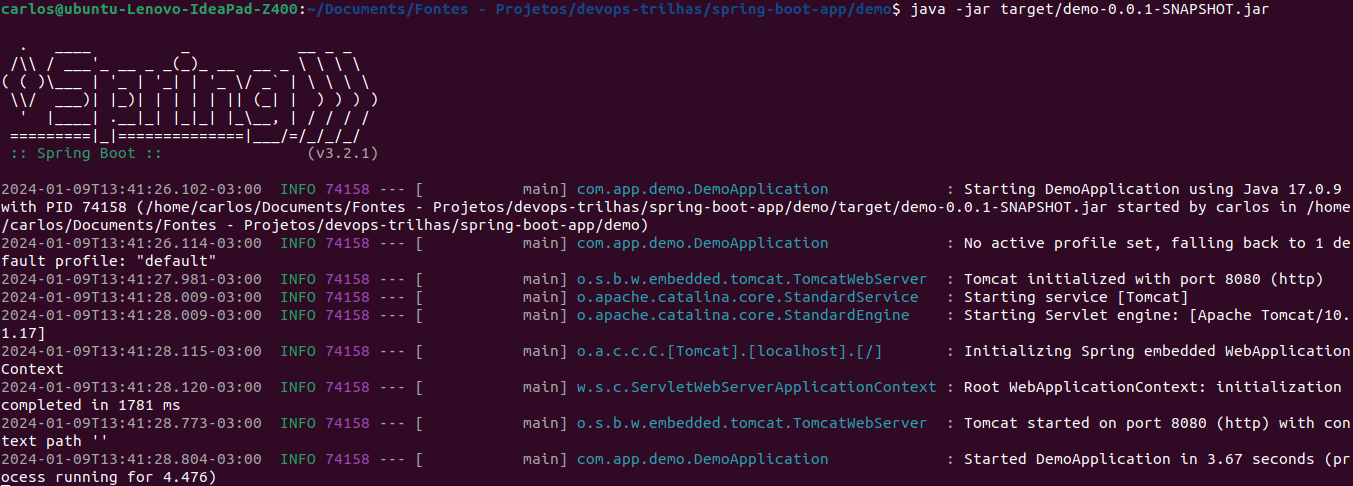 carlos@ubuntu-Lenovo-IdeaPad-Z400:~/Documents/Fontes - Projetos/devops-trilhas/spring-boot-app/demo$ java -jar target/demo-0.0.1-SNAPSHOT.jar
  .   ____          _            __ _ _
 /\\ / ___'_ __ _ _(_)_ __  __ _ \ \ \ \
( ( )\___ | '_ | '_| | '_ \/ _` | \ \ \ \
 \\/  ___)| |_)| | | | | || (_| |  ) ) ) )
  '  |____| .__|_| |_|_| |_\__, | / / / /
 =========|_|==============|___/=/_/_/_/
 :: Spring Boot ::                (v3.2.1)
2024-01-09T13:41:26.102-03:00  INFO 74158 --- [           main] com.app.demo.DemoApplication             : Starting DemoApplication using Java 17.0.9
with PID 74158 (/home/carlos/Documents/Fontes - Projetos/devops-trilhas/spring-boot-app/demo/target/demo-0.0.1-SNAPSHOT.jar started by carlos in /home
/carlos/Documents/Fontes - Projetos/devops-trilhas/spring-boot-app/demo)
2024-01-09T13:41:26.114-03:00  INFO 74158 --- [           main] com.app.demo.DemoApplication             : No active profile set, falling back to 1 de
fault profile: "default"
2024-01-09T13:41:27.981-03:00  INFO 74158 --- [           main] o.s.b.w.embedded.tomcat.TomcatWebServer  : Tomcat initialized with port 8080 (http)
2024-01-09T13:41:28.009-03:00  INFO 74158 --- [           main] o.apache.catalina.core.StandardService   : Starting service [Tomcat]
2024-01-09T13:41:28.009-03:00  INFO 74158 --- [           main] o.apache.catalina.core.StandardEngine    : Starting Servlet engine: [Apache Tomcat/10.
1.17]
2024-01-09T13:41:28.115-03:00  INFO 74158 --- [           main] o.a.c.c.C.[Tomcat].[localhost].[/]       : Initializing Spring embedded WebApplication
Context
2024-01-09T13:41:28.120-03:00  INFO 74158 --- [           main] w.s.c.ServletWebServerApplicationContext : Root WebApplicationContext: initialization
completed in 1781 ms
2024-01-09T13:41:28.773-03:00  INFO 74158 --- [           main] o.s.b.w.embedded.tomcat.TomcatWebServer  : Tomcat started on port 8080 (http) with con
text path ''
2024-01-09T13:41:28.804-03:00  INFO 74158 --- [           main] com.app.demo.DemoApplication             : Started DemoApplication in 3.67 seconds (pr
ocess running for 4.476)